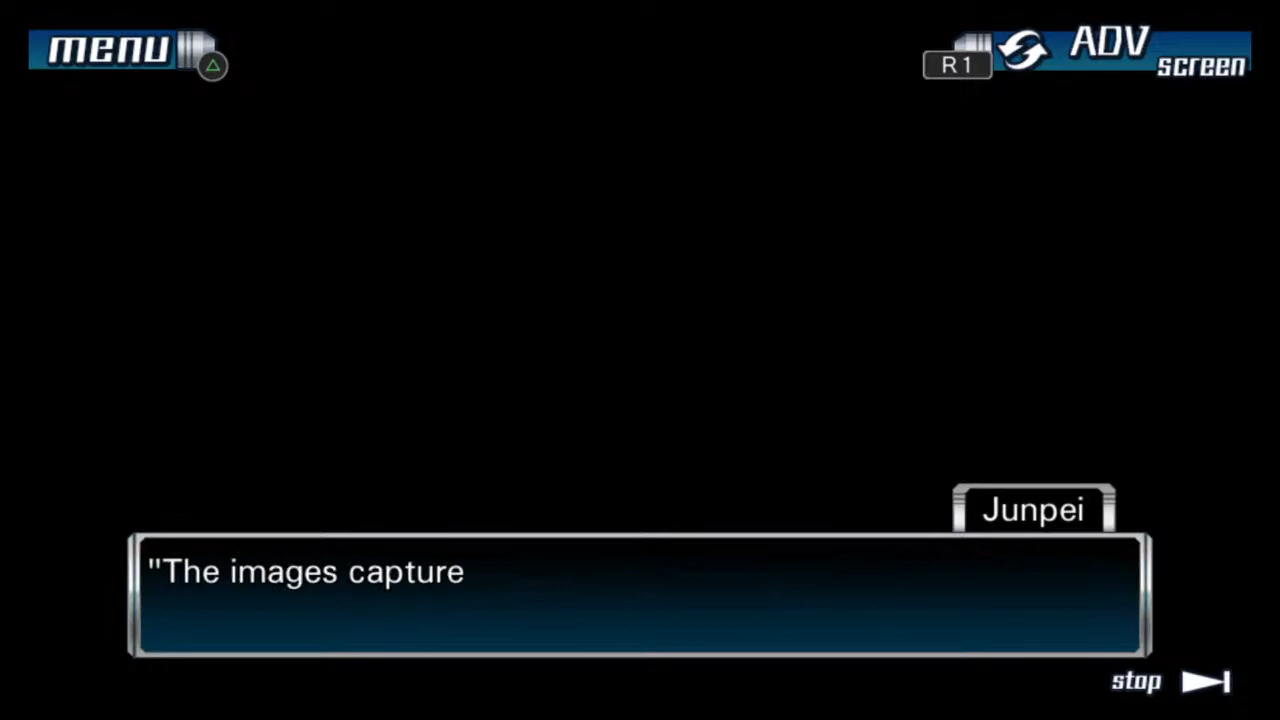 menu
R1
ADV
screen
Junpei
"The images capture
stop